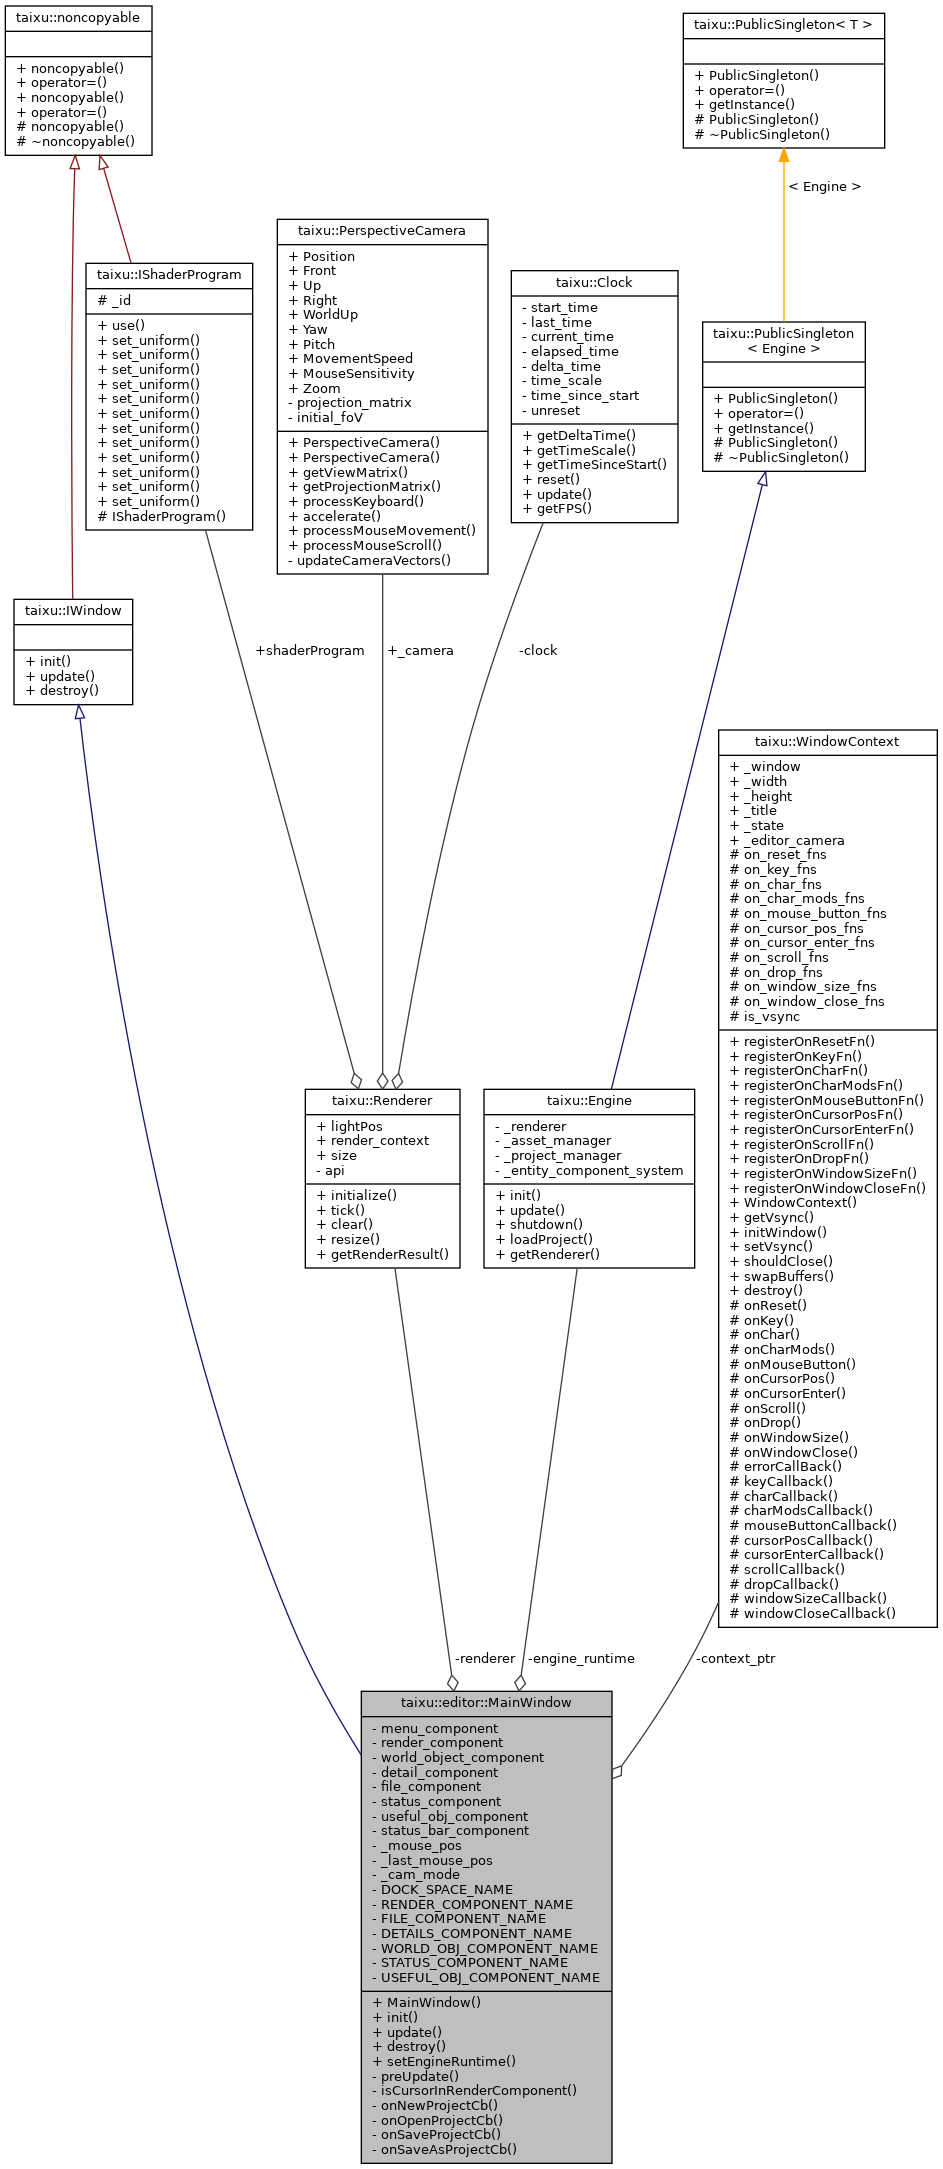 taixu::noncopyable
+ noncopyable()
+ operator=()
+ noncopyable()
+ operator=()
# noncopyable()
# ~noncopyable()
taixu::PublicSingleton< T >
+ PublicSingleton()
+ operator=()
+ getInstance()
# PublicSingleton()
# ~PublicSingleton()
< Engine >
taixu::IShaderProgram
# _id
+ use()
+ set_uniform()
+ set_uniform()
+ set_uniform()
+ set_uniform()
+ set_uniform()
+ set_uniform()
+ set_uniform()
+ set_uniform()
+ set_uniform()
+ set_uniform()
+ set_uniform()
+ set_uniform()
# IShaderProgram()
taixu::PerspectiveCamera
+ Position
+ Front
+ Up
+ Right
+ WorldUp
+ Yaw
+ Pitch
+ MovementSpeed
+ MouseSensitivity
+ Zoom
- projection_matrix
- initial_foV
+ PerspectiveCamera()
+ PerspectiveCamera()
+ getViewMatrix()
+ getProjectionMatrix()
+ processKeyboard()
+ accelerate()
+ processMouseMovement()
+ processMouseScroll()
- updateCameraVectors()
taixu::Clock
- start_time
- last_time
- current_time
- elapsed_time
- delta_time
- time_scale
- time_since_start
- unreset
+ getDeltaTime()
+ getTimeScale()
+ getTimeSinceStart()
+ reset()
+ update()
+ getFPS()
taixu::PublicSingleton
< Engine >
+ PublicSingleton()
+ operator=()
+ getInstance()
# PublicSingleton()
# ~PublicSingleton()
taixu::IWindow
+ init()
+ update()
+ destroy()
+shaderProgram
+_camera
-clock
taixu::WindowContext
+ _window
+ _width
+ _height
+ _title
+ _state
+ _editor_camera
# on_reset_fns
# on_key_fns
# on_char_fns
# on_char_mods_fns
# on_mouse_button_fns
# on_cursor_pos_fns
# on_cursor_enter_fns
# on_scroll_fns
# on_drop_fns
# on_window_size_fns
# on_window_close_fns
# is_vsync
+ registerOnResetFn()
+ registerOnKeyFn()
+ registerOnCharFn()
+ registerOnCharModsFn()
+ registerOnMouseButtonFn()
+ registerOnCursorPosFn()
+ registerOnCursorEnterFn()
+ registerOnScrollFn()
+ registerOnDropFn()
+ registerOnWindowSizeFn()
+ registerOnWindowCloseFn()
+ WindowContext()
+ getVsync()
+ initWindow()
+ setVsync()
+ shouldClose()
+ swapBuffers()
+ destroy()
# onReset()
# onKey()
# onChar()
# onCharMods()
# onMouseButton()
# onCursorPos()
# onCursorEnter()
# onScroll()
# onDrop()
# onWindowSize()
# onWindowClose()
# errorCallBack()
# keyCallback()
# charCallback()
# charModsCallback()
# mouseButtonCallback()
# cursorPosCallback()
# cursorEnterCallback()
# scrollCallback()
# dropCallback()
# windowSizeCallback()
# windowCloseCallback()
taixu::Renderer
+ lightPos
+ render_context
+ size
- api
+ initialize()
+ tick()
+ clear()
+ resize()
+ getRenderResult()
taixu::Engine
- _renderer
- _asset_manager
- _project_manager
- _entity_component_system
+ init()
+ update()
+ shutdown()
+ loadProject()
+ getRenderer()
-renderer
-engine_runtime
-context_ptr
taixu::editor::MainWindow
- menu_component
- render_component
- world_object_component
- detail_component
- file_component
- status_component
- useful_obj_component
- status_bar_component
- _mouse_pos
- _last_mouse_pos
- _cam_mode
- DOCK_SPACE_NAME
- RENDER_COMPONENT_NAME
- FILE_COMPONENT_NAME
- DETAILS_COMPONENT_NAME
- WORLD_OBJ_COMPONENT_NAME
- STATUS_COMPONENT_NAME
- USEFUL_OBJ_COMPONENT_NAME
+ MainWindow()
+ init()
+ update()
+ destroy()
+ setEngineRuntime()
- preUpdate()
- isCursorInRenderComponent()
- onNewProjectCb()
- onOpenProjectCb()
- onSaveProjectCb()
- onSaveAsProjectCb()